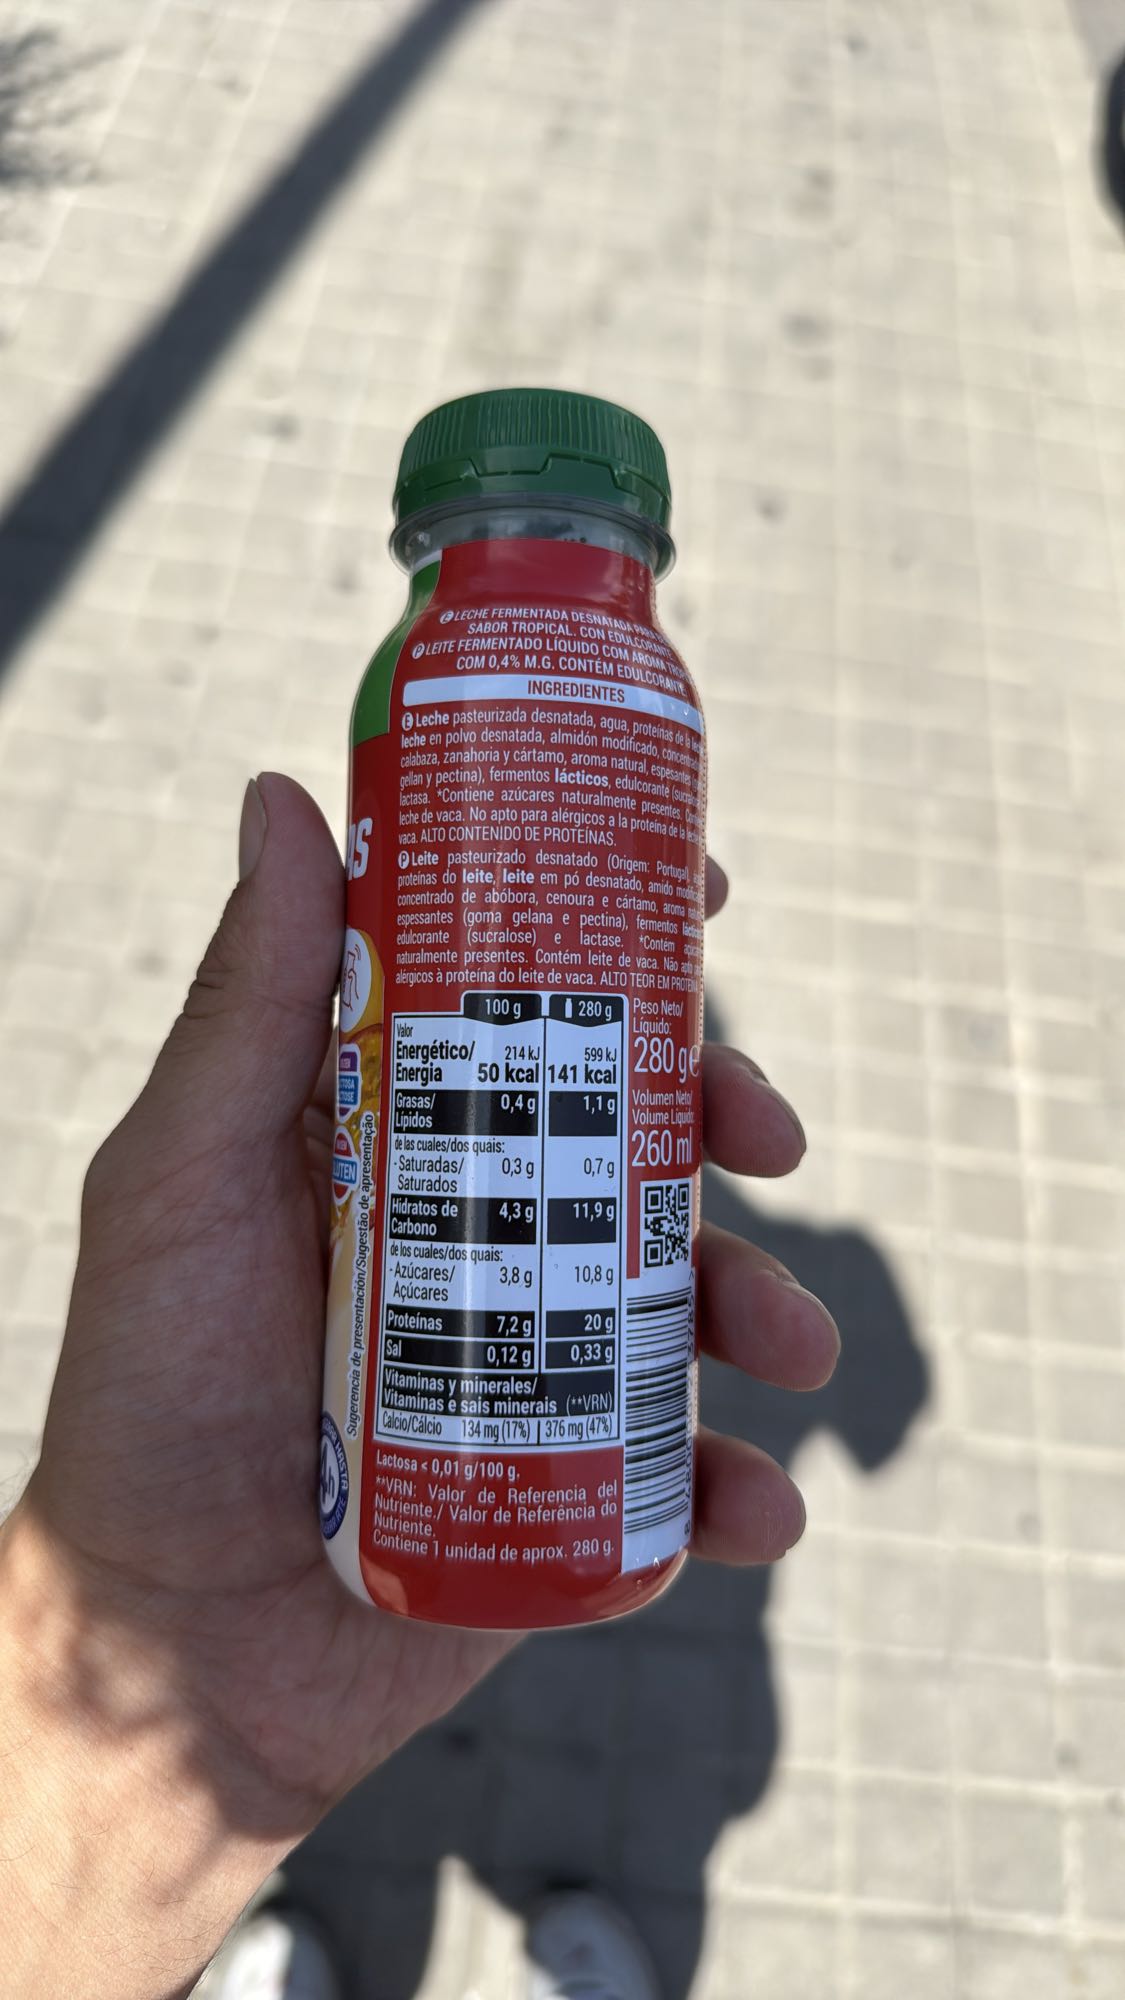 Ⓔ LECHE FERMENTADA DESNATADA PARA
SABOR TROPICAL. CON EDULCORANTE
Ⓟ LEITE FERMENTADO LÍQUIDO COM AROMA
COM 0,4% M.G. CONTÉM EDULCORANTE
INGREDIENTES
Ⓔ Leche pasteurizada desnatada, agua, proteínas de la
leche en polvo desnatada, almidón modificado,
calabaza, zanahoria y cártamo, aroma natural, espesantes
gellan y pectina), fermentos lácticos, edulcorante
lactasa. *Contiene azúcares naturalmente presentes.
leche de vaca. No apto para alérgicos a la proteína de la leche
vaca. ALTO CONTENIDO DE PROTEÍNAS.
Ⓟ Leite pasteurizado desnatado (Origem: Portugal),
proteínas do leite, leite em pó desnatado, amido
concentrado de abóbora, cenoura e cártamo, aroma
espessantes (goma gelana e pectina), fermentos
edulcorante (sucralose) e lactase. *Contém
naturalmente presentes. Contém leite de vaca. Não
alérgicos à proteína do leite de vaca. ALTO TEOR EM PROTEÍNA
100 g 280 g
Valor
Energético/ 214 kJ 599 kJ
Energia 50 kcal 141 kcal
Grasas/ 0,4 g 1,1 g
Lípidos
de las cuales/dos quais:
- Saturadas/ 0,3 g 0,7 g
Saturados
Hidratos de 4,3 g 11,9 g
Carbono
de los cuales/dos quais:
- Azúcares/ 3,8 g 10,8 g
Açúcares
Proteínas 7,2 g 20 g
Sal 0,12 g 0,33 g
Vitaminas y minerales/
Vitaminas e sais minerais (**VRN)
Calcio/Cálcio 134 mg (17%) 376 mg (47%)
Peso Neto/
Líquido:
280 g e
Volumen Neto/
Volume Líquido:
260 ml
Lactosa < 0,01 g/100 g.
**VRN: Valor de Referencia del
Nutriente./ Valor de Referência do
Nutriente.
Contiene 1 unidad de aprox. 280 g.
Sugerencia de presentación/Sugestão de apresentação
HASTA